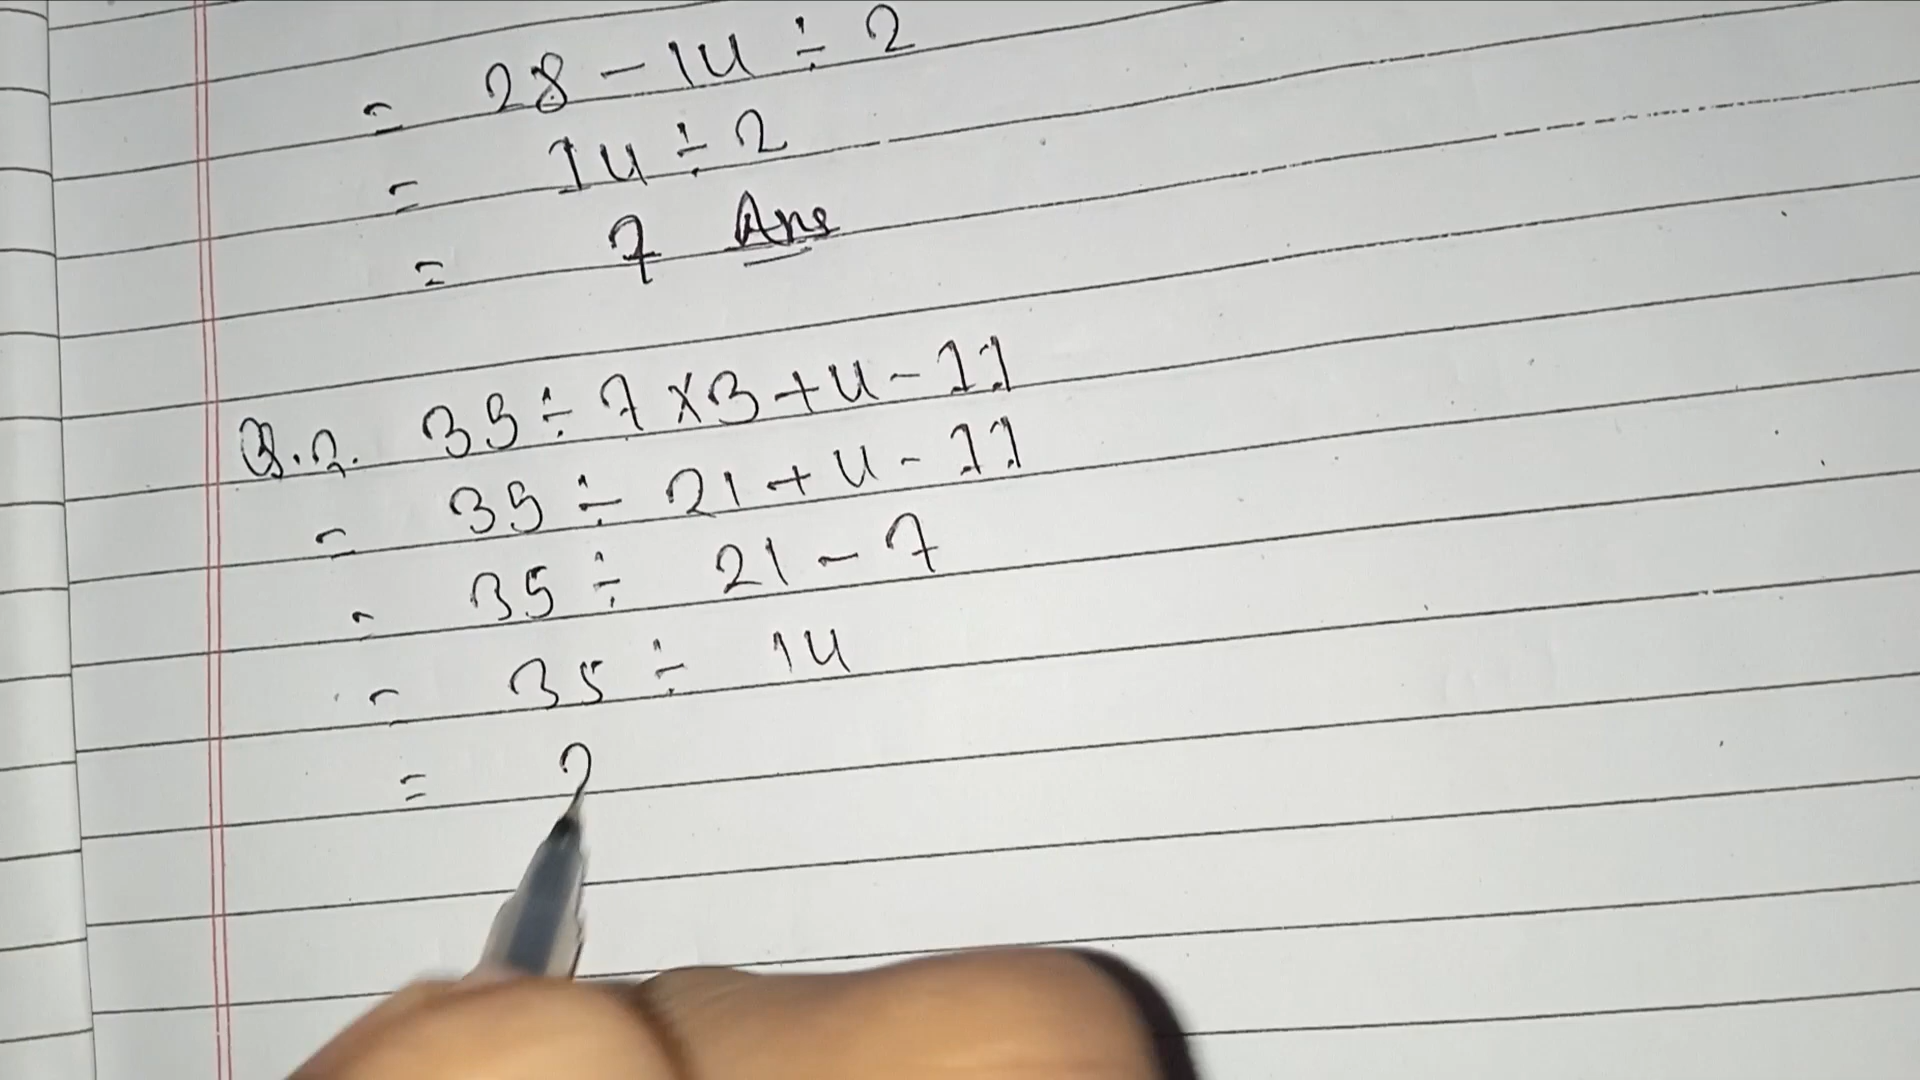 = 28 - 14 ÷ 2
= 14 ÷ 2
= 7 Ans
Q.2. 35 ÷ 7 × 3 + 4 - 11
= 35 ÷ 21 + 4 - 11
= 35 ÷ 21 - 7
= 35 ÷ 14
= 2